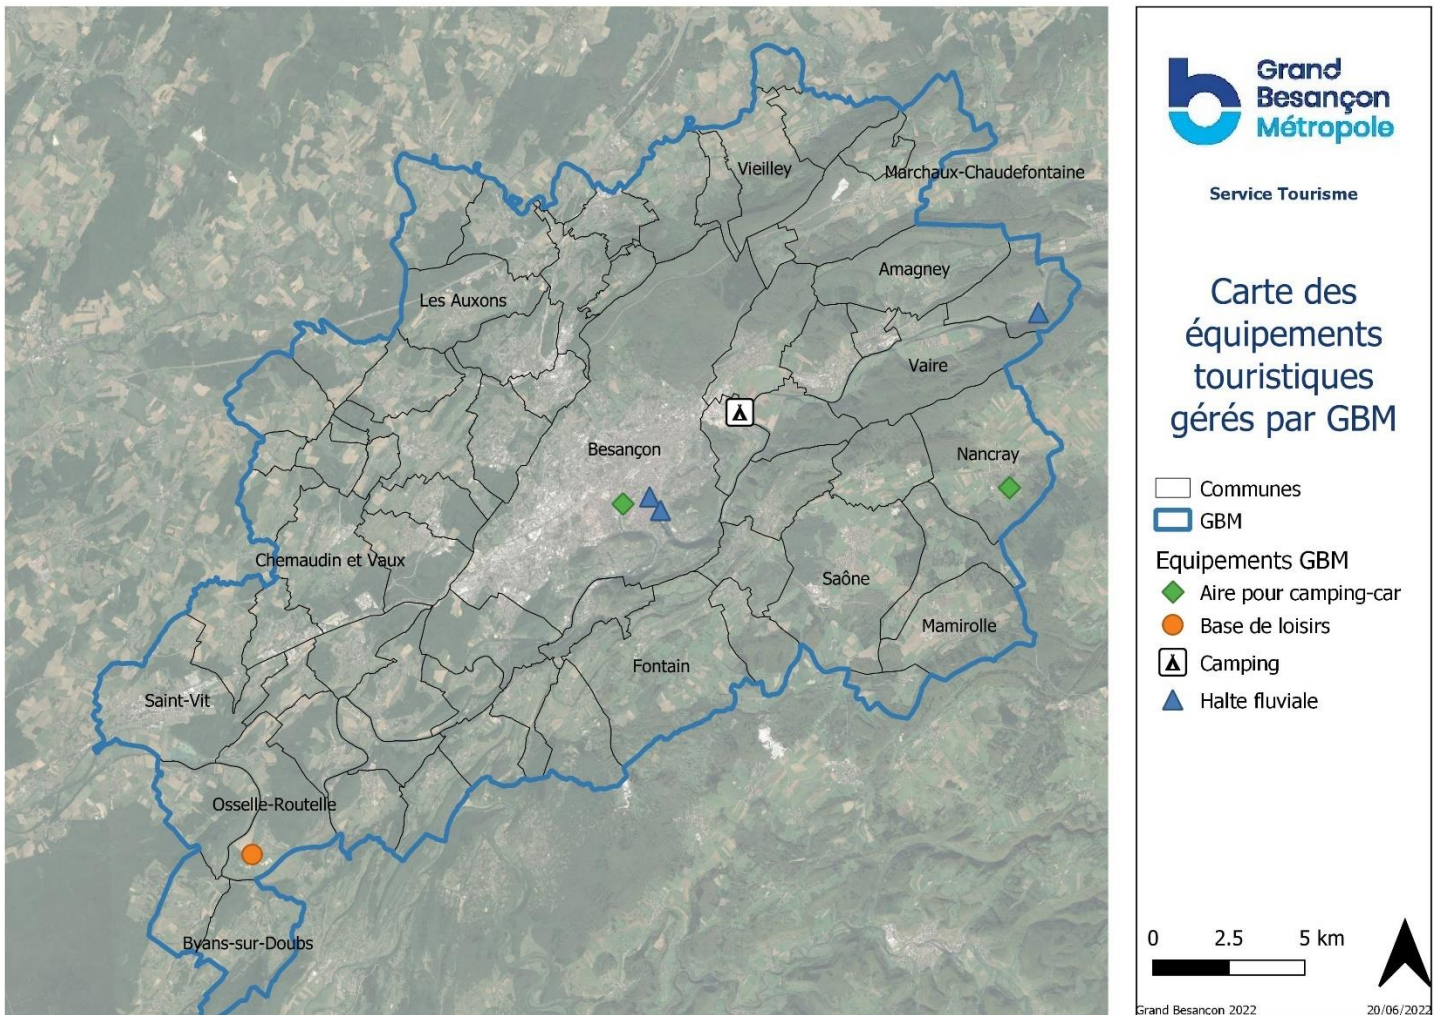 Vieilley
Marchaux-Chaudefontaine
Amagney
Les Auxons
Vaire
Besançon
Nancray
Chemaudin et Vaux
Saône
Mamirolle
Fontain
Saint-Vit
Osselle-Routelle
Byans-sur-Doubs
Grand
Besançon
Métropole
Service Tourisme
Carte des
équipements
touristiques
gérés par GBM
Communes
GBM
Equipements GBM
Aire pour camping-car
Base de loisirs
Camping
Halte fluviale
0 2.5 5 km
Grand Besancon 2022 20/06/2022